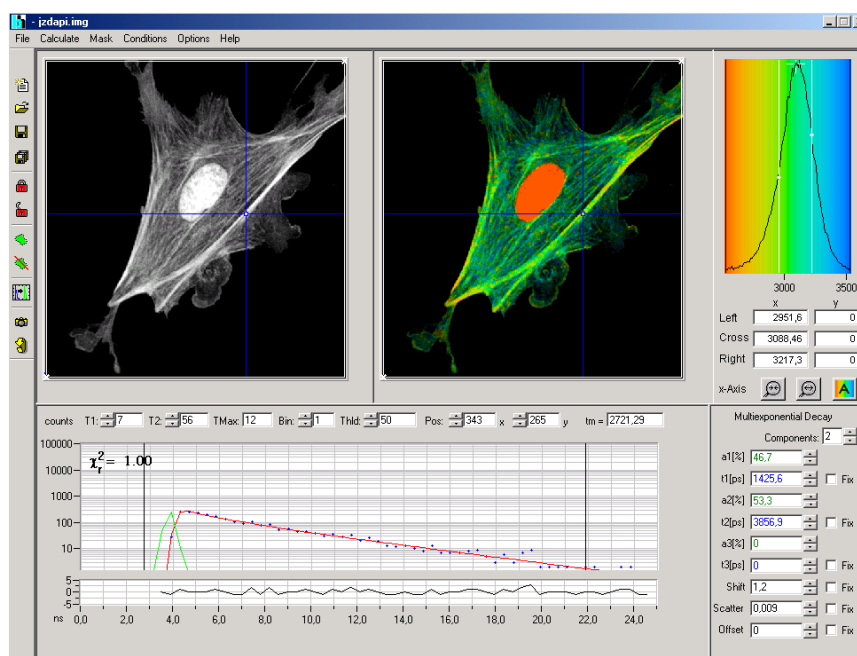 - jzdapi.img
File Calculate Mask Conditions Options Help
3000 3500
x y
Left 2951,6 0
Cross 3088,46 0
Right 3217,3 0
x-Axis A
counts T1: 7 T2: 56 TMax: 12 Bin: 1 Thld: 50 Pos: 343 x 265 y tm = 2721,29
100000
10000
1000
100
10
χr²= 1.00
5
0
-5
ns 0,0 2,0 4,0 6,0 8,0 10,0 12,0 14,0 16,0 18,0 20,0 22,0 24,0
Multiexponential Decay
Components: 2
a1[%] 46,7
t1[ps] 1425,6 Fix
a2[%] 53,3
t2[ps] 3856,9 Fix
a3[%] 0
t3[ps] 0 Fix
Shift 1,2 Fix
Scatter 0,009 Fix
Offset 0 Fix